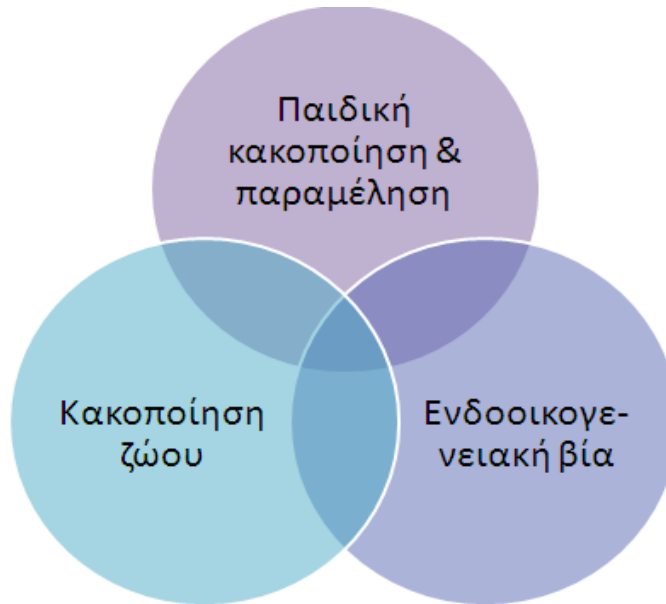 Παιδική
κακοποίηση &
παραμέληση
Κακοποίηση
ζώου
Ενδοοικογε-
νειακή βία